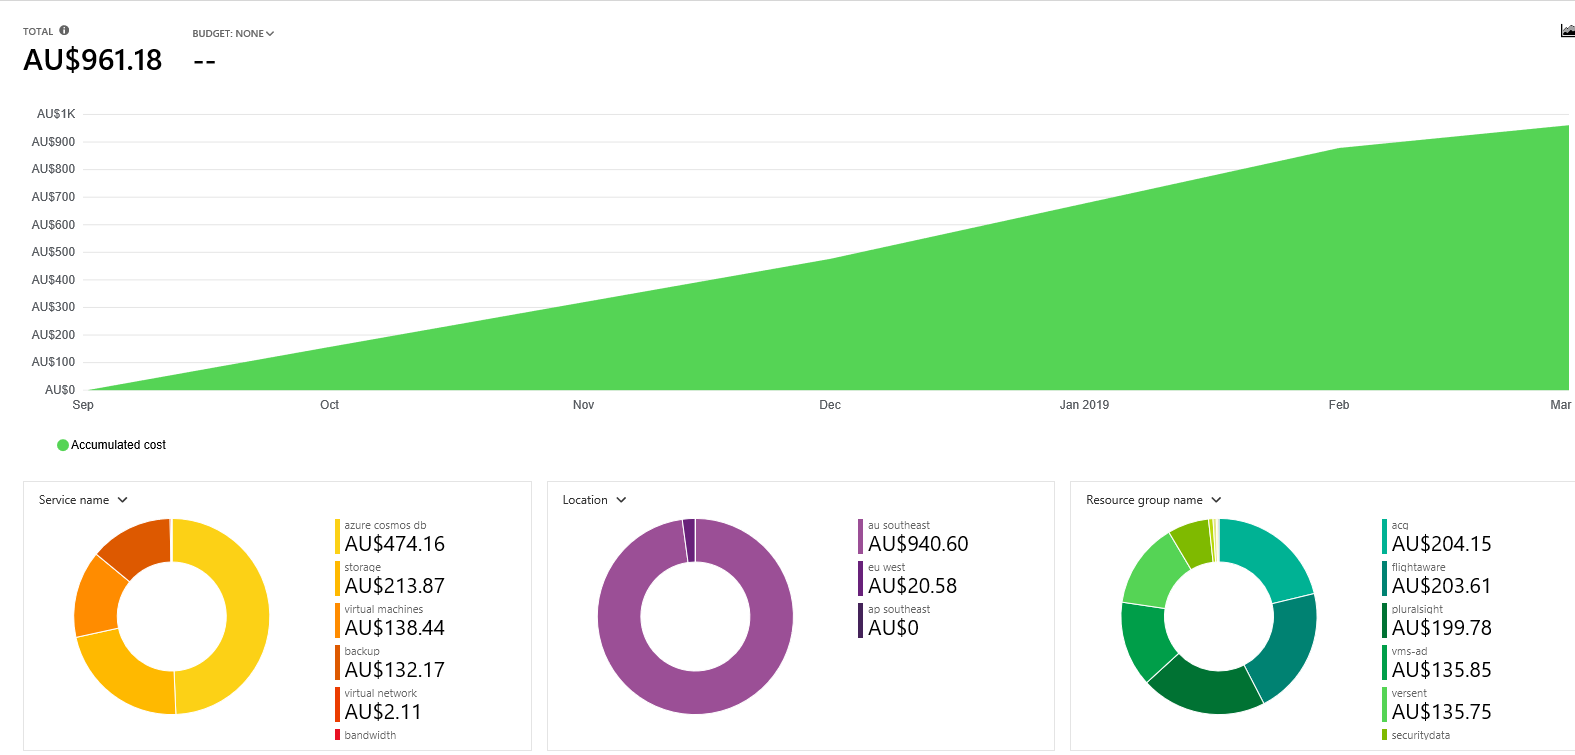 TOTAL
BUDGET: NONE
AU$961.18
--
AU$1K
AU$900
AU$800
AU$700
AU$600
AU$500
AU$400
AU$300
AU$200
AU$100
AU$0
Sep Oct Nov Dec Jan 2019 Feb Mar
Accumulated cost
Service name
azure cosmos db
AU$474.16
storage
AU$213.87
virtual machines
AU$138.44
backup
AU$132.17
virtual network
AU$2.11
bandwidth
Location
au southeast
AU$940.60
eu west
AU$20.58
ap southeast
AU$0
Resource group name
acg
AU$204.15
flightaware
AU$203.61
pluralsight
AU$199.78
vms-ad
AU$135.85
versent
AU$135.75
securitydata